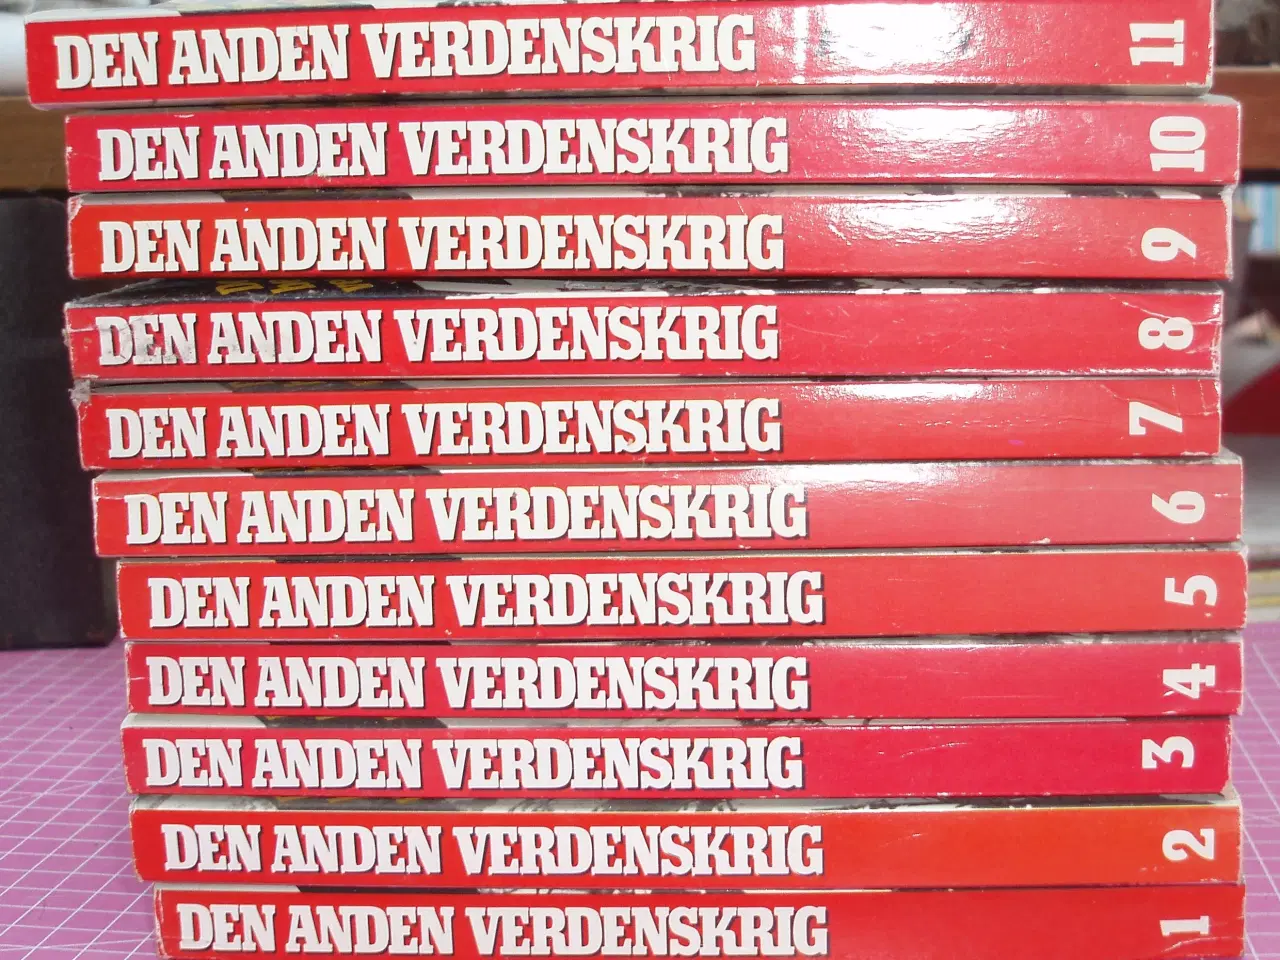 DEN ANDEN VERDENSKRIG 11
DEN ANDEN VERDENSKRIG 10
DEN ANDEN VERDENSKRIG 9
DEN ANDEN VERDENSKRIG 8
DEN ANDEN VERDENSKRIG 7
DEN ANDEN VERDENSKRIG 6
DEN ANDEN VERDENSKRIG 5
DEN ANDEN VERDENSKRIG 4
DEN ANDEN VERDENSKRIG 3
DEN ANDEN VERDENSKRIG 2
DEN ANDEN VERDENSKRIG 1